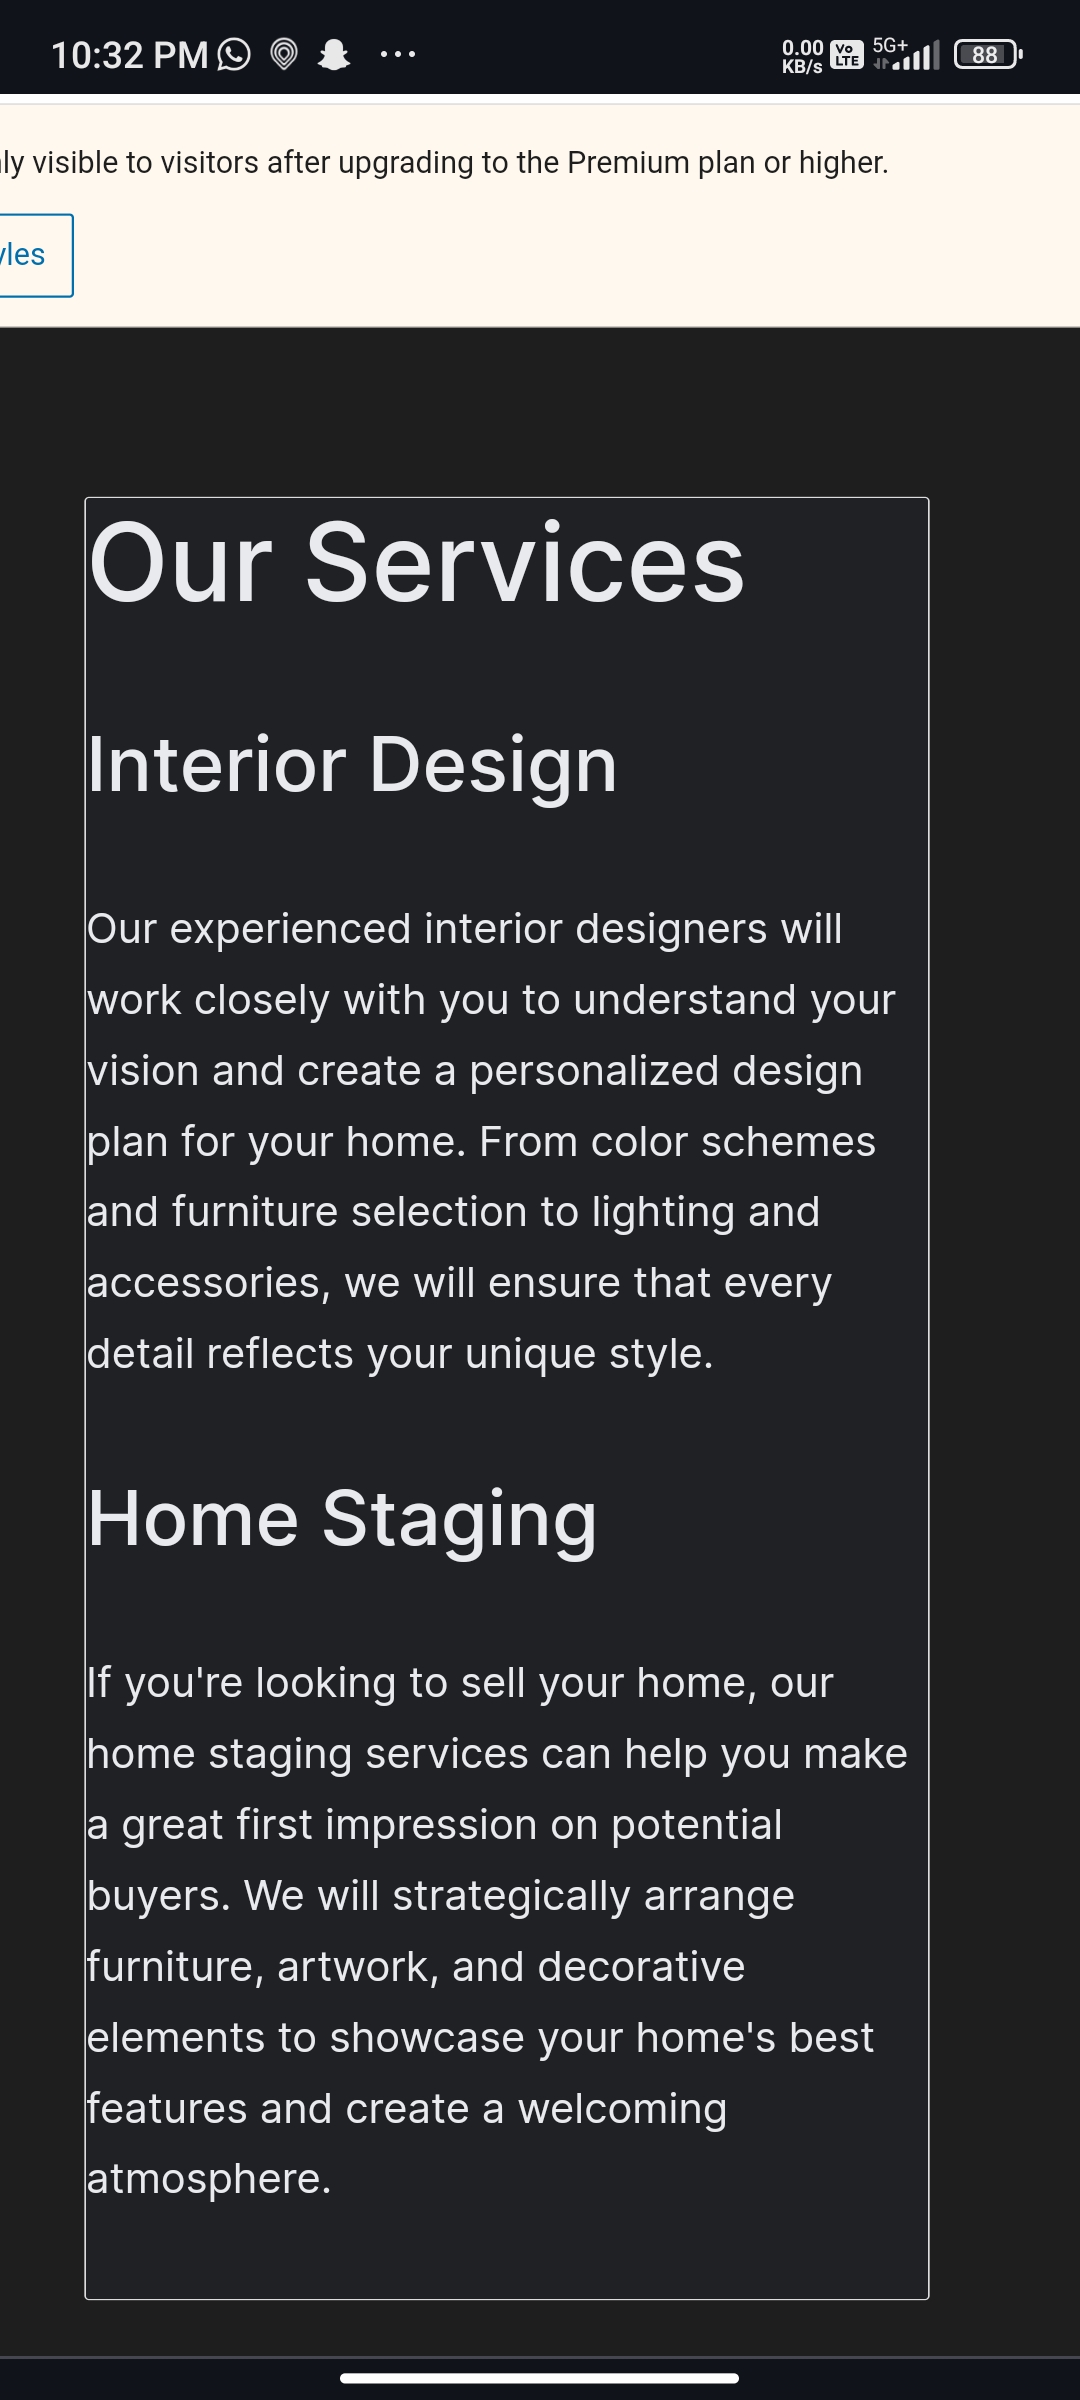 10:32 PM
0.00 KB/s
Vo LTE
5G+
88
visible to visitors after upgrading to the Premium plan or higher.
Our Services
Interior Design
Our experienced interior designers will
work closely with you to understand your
vision and create a personalized design
plan for your home. From color schemes
and furniture selection to lighting and
accessories, we will ensure that every
detail reflects your unique style.
Home Staging
If you're looking to sell your home, our
home staging services can help you make
a great first impression on potential
buyers. We will strategically arrange
furniture, artwork, and decorative
elements to showcase your home's best
features and create a welcoming
atmosphere.